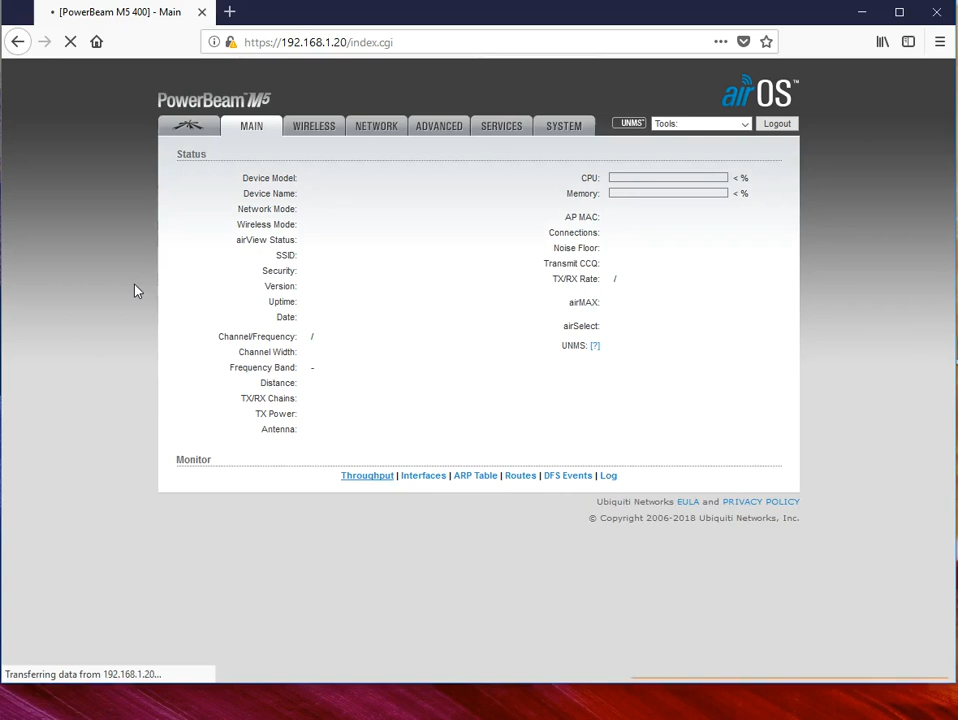 [PowerBeam M5 400] - Main
https://192.168.1.20/index.cgi
PowerBeam™ M5
airOS™
MAIN WIRELESS NETWORK ADVANCED SERVICES SYSTEM UNMS™ Tools: Logout
Status
Device Model: CPU: < %
Device Name: Memory: < %
Network Mode:
AP MAC:
Wireless Mode:
Connections:
airView Status:
Noise Floor:
SSID:
Transmit CCQ:
Security:
TX/RX Rate: /
Version:
Uptime:
airMAX:
Date:
airSelect:
Channel/Frequency: /
UNMS: [?]
Channel Width:
Frequency Band: -
Distance:
TX/RX Chains:
TX Power:
Antenna:
Monitor
Throughput | Interfaces | ARP Table | Routes | DFS Events | Log
Ubiquiti Networks EULA and PRIVACY POLICY
© Copyright 2006-2018 Ubiquiti Networks, Inc.
Transferring data from 192.168.1.20...